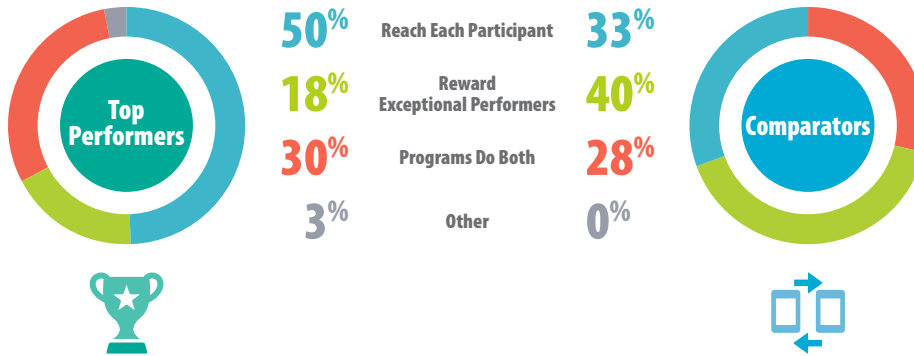 Top
Performers
50% Reach Each Participant 33%
18% Reward
Exceptional Performers 40%
30% Programs Do Both 28%
3% Other 0%
Comparators